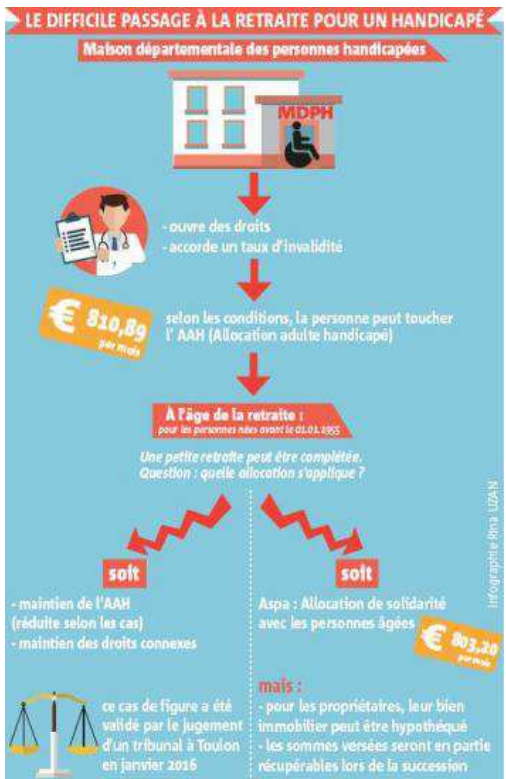 LE DIFFICILE PASSAGE À LA RETRAITE POUR UN HANDICAPÉ
Maison départementale des personnes handicapées
MDPH
- ouvre des droits
- accorde un taux d'invalidité
€ 810,89
par mois
selon les conditions, la personne peut toucher
l' AAH (Allocation adulte handicapé)
À l'âge de la retraite :
pour les personnes nées avant le 01.01.1955
Une petite retraite peut être complétée.
Question : quelle allocation s'applique ?
soit
- maintien de l'AAH
(réduite selon les cas)
- maintien des droits connexes
ce cas de figure a été
validé par le jugement
d'un tribunal à Toulon
en janvier 2016
soit
Aspa : Allocation de solidarité
avec les personnes âgées
€ 803,20
par mois
mais :
- pour les propriétaires, leur bien
immobilier peut être hypothéqué
- les sommes versées seront en partie
récupérables lors de la succession
Infographie Rina UZAN